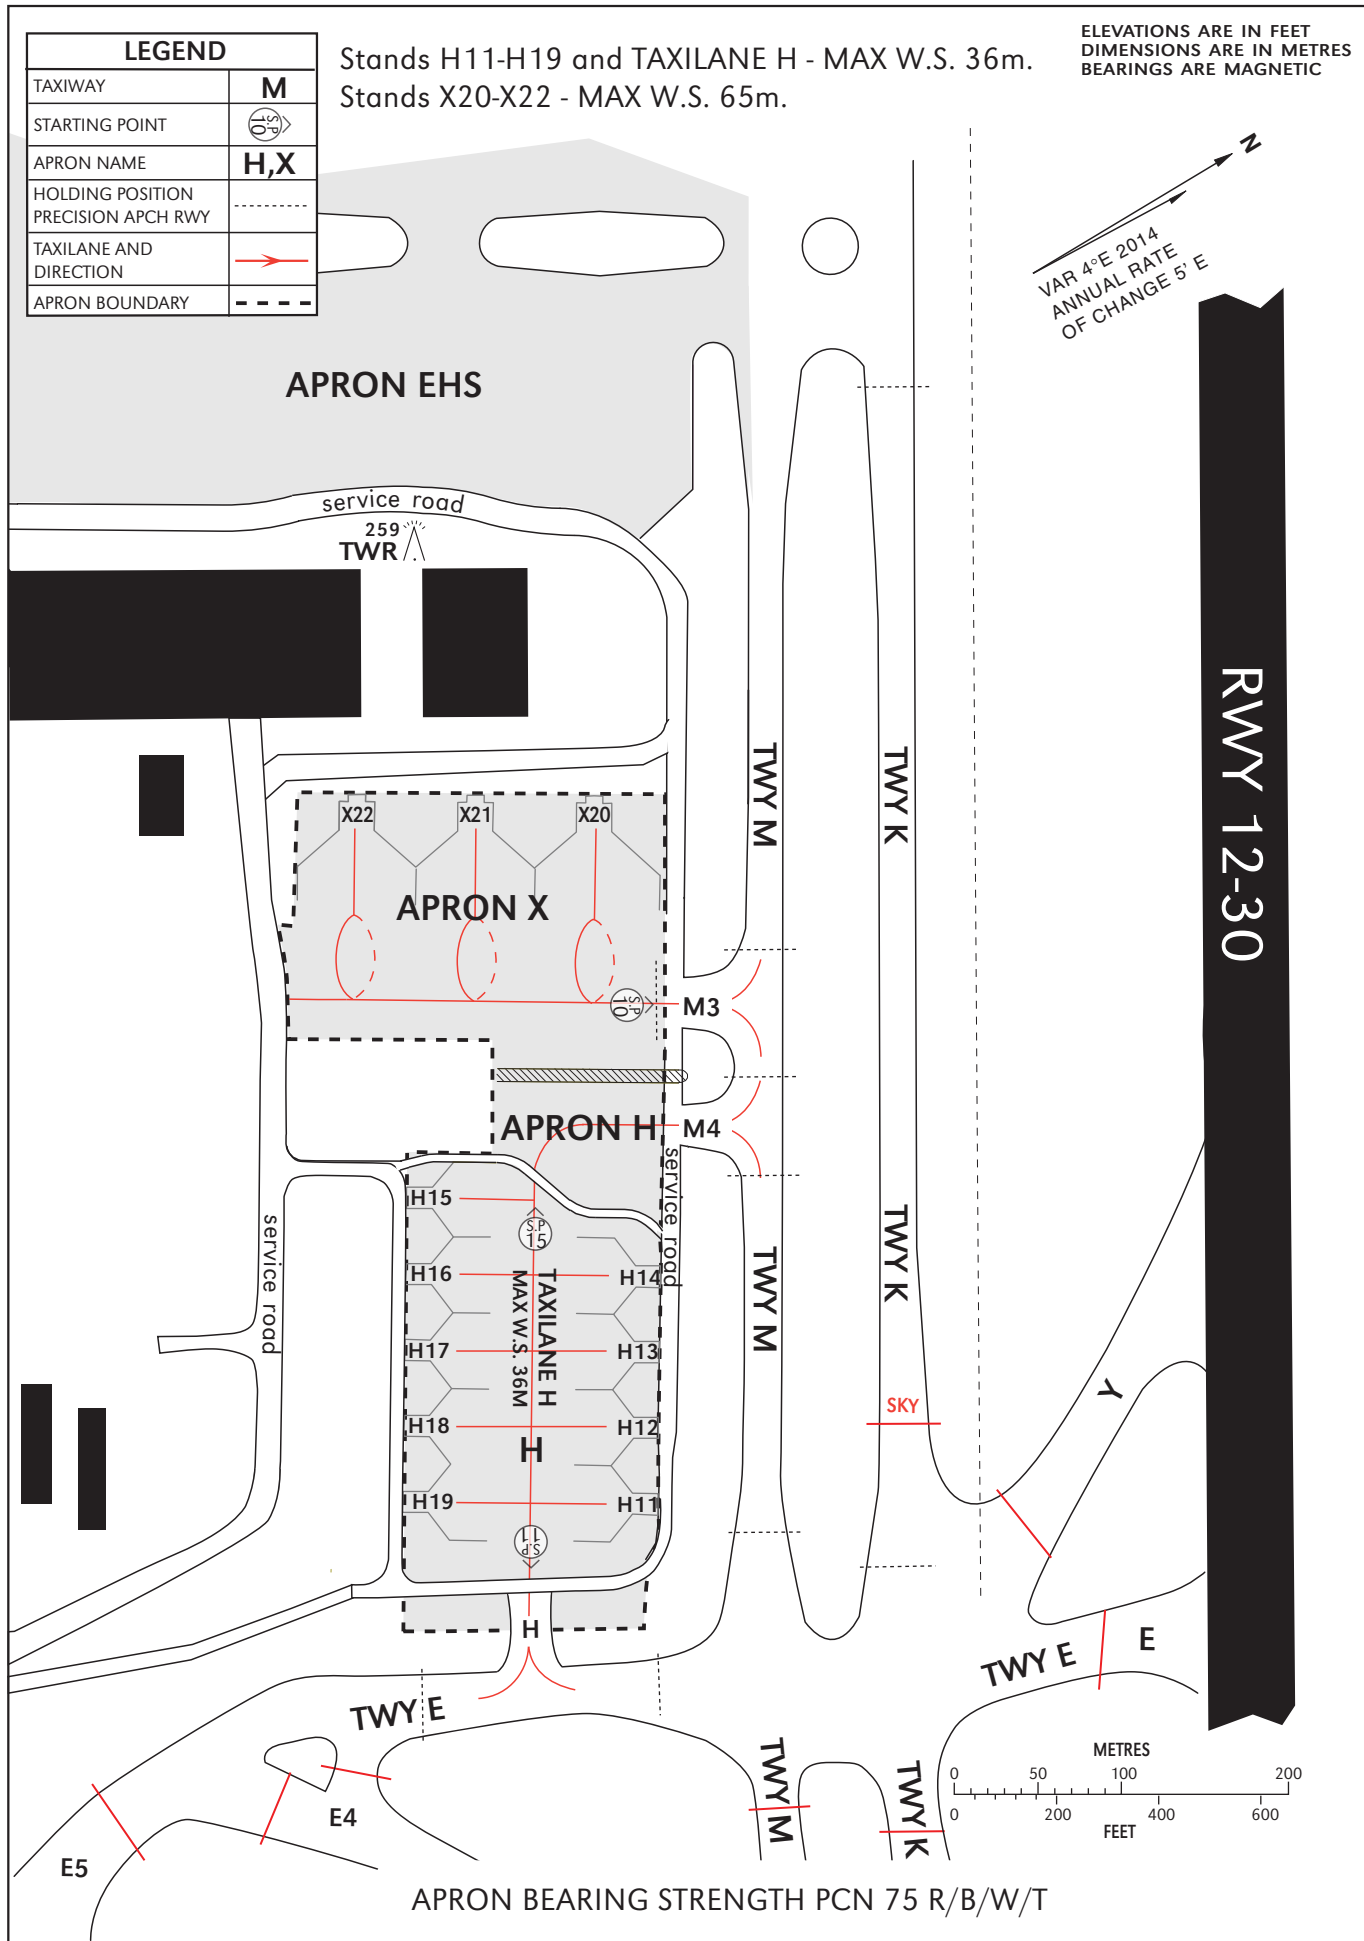 LEGEND
TAXIWAY M
STARTING POINT S.P 10
APRON NAME H,X
HOLDING POSITION
PRECISION APCH RWY
TAXILANE AND
DIRECTION
APRON BOUNDARY
Stands H11-H19 and TAXILANE H - MAX W.S. 36m.
Stands X20-X22 - MAX W.S. 65m.
ELEVATIONS ARE IN FEET
DIMENSIONS ARE IN METRES
BEARINGS ARE MAGNETIC
N
VAR 4°E 2014
ANNUAL RATE
OF CHANGE 5' E
APRON EHS
service road
259
TWR
RWY 12-30
TWY M
TWY K
X22
X21
X20
APRON X
S.P 10
M3
APRON H
M4
service road
service road
H15
S.P 15
H16
H14
TAXILANE H
MAX W.S. 36M
H17
H13
H18
H12
H
H19
H11
S.P 11
TWY M
TWY K
SKY
Y
H
TWY E
TWY E
E
TWY M
TWY K
E4
E5
METRES
0 50 100 200
0 200 400 600
FEET
APRON BEARING STRENGTH PCN 75 R/B/W/T